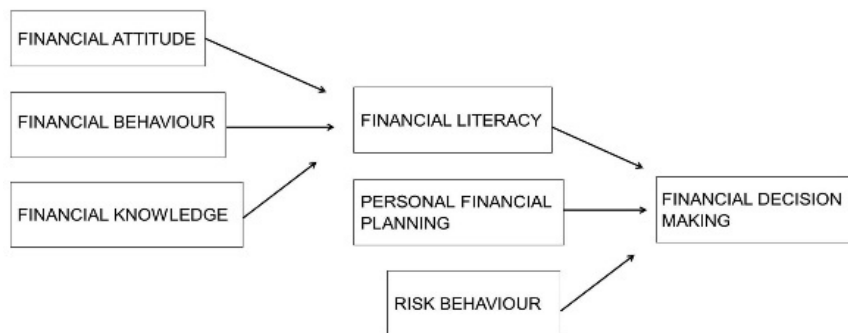 FINANCIAL ATTITUDE
FINANCIAL BEHAVIOUR
FINANCIAL KNOWLEDGE
FINANCIAL LITERACY
PERSONAL FINANCIAL
PLANNING
RISK BEHAVIOUR
FINANCIAL DECISION
MAKING